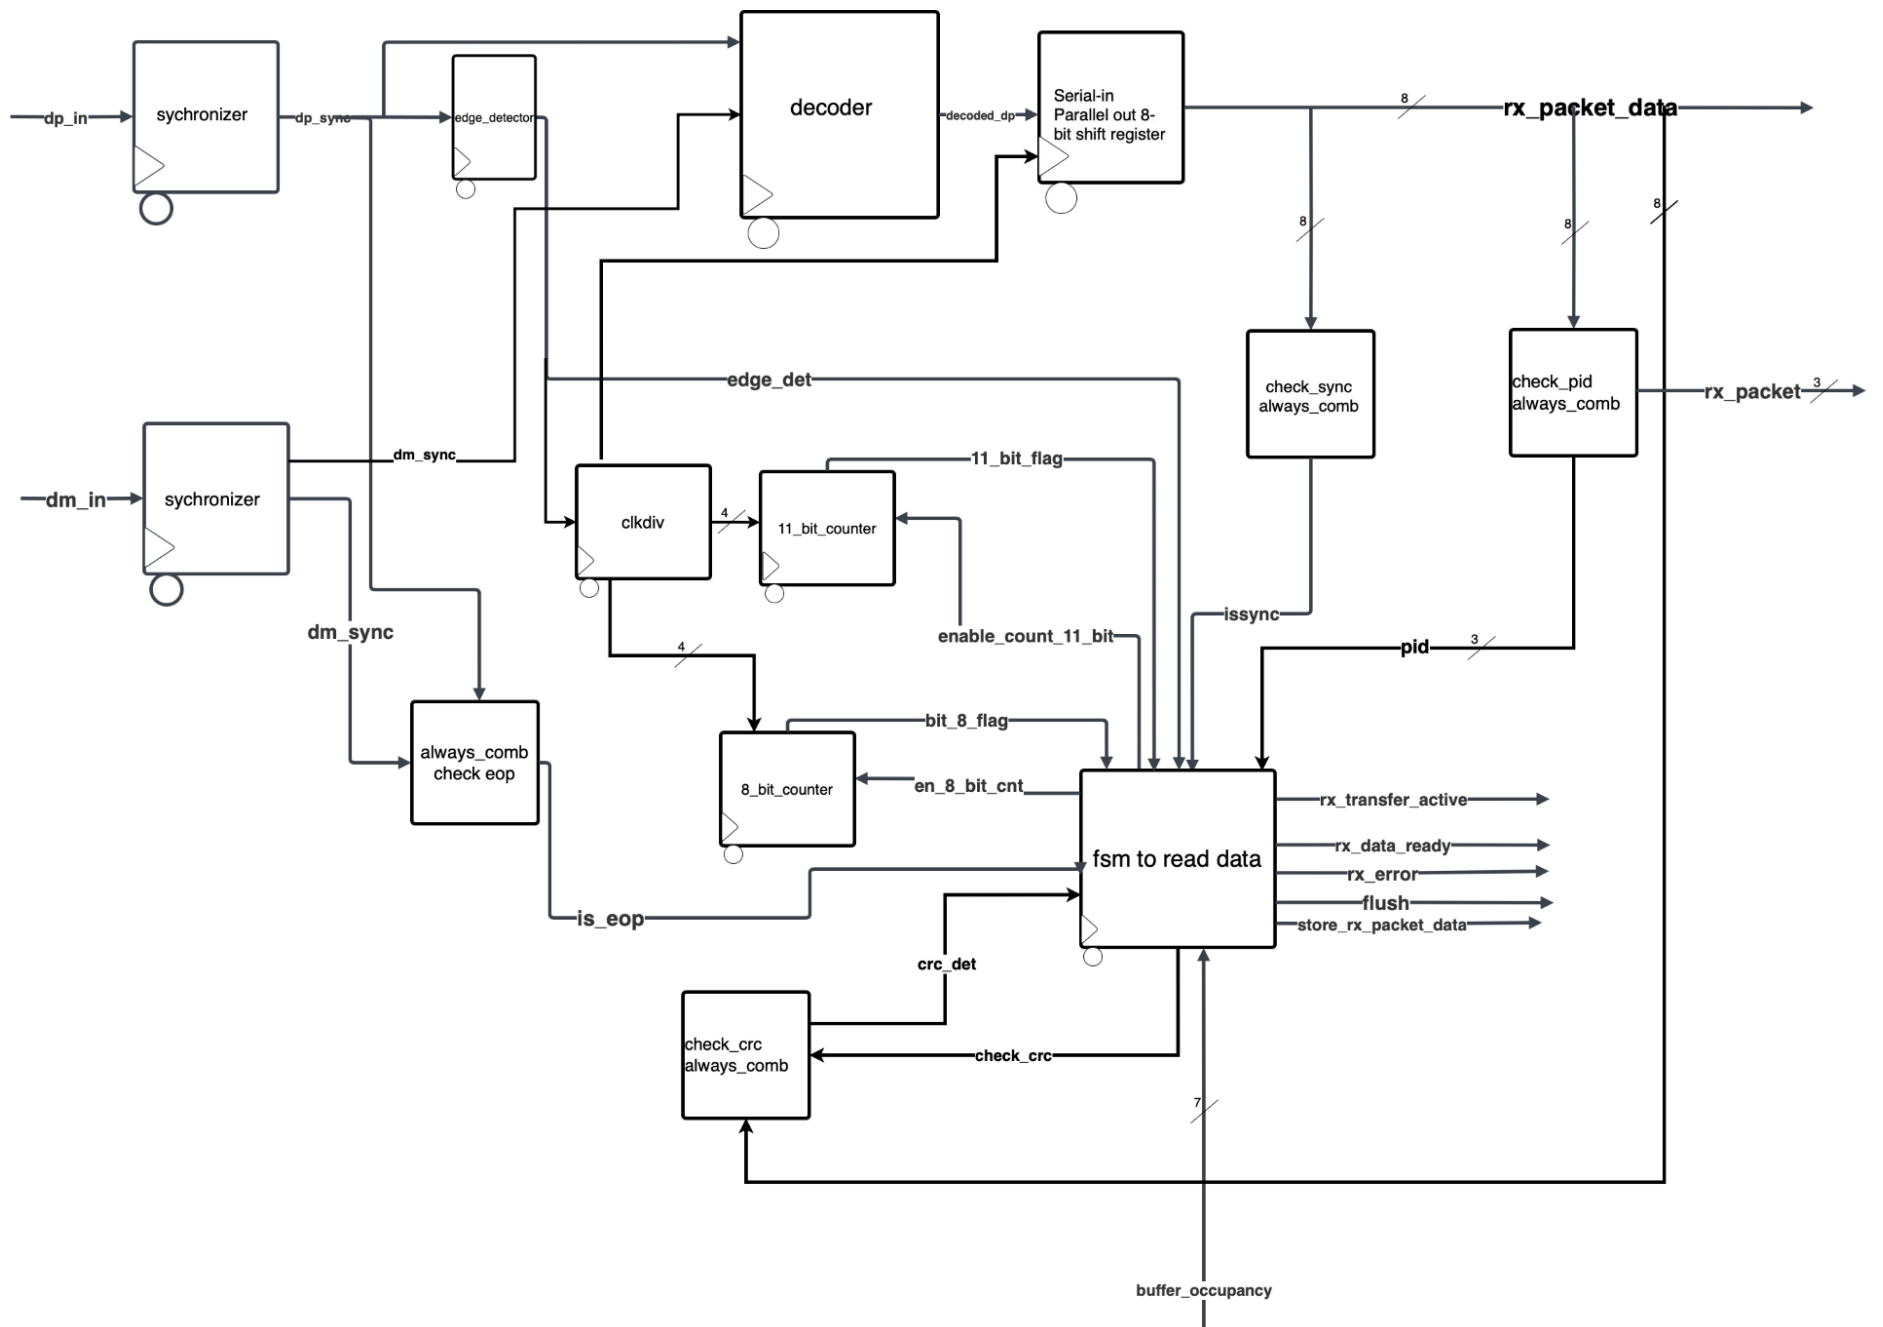 dp_in
sychronizer
dp_sync
edge_detector
decoder
decoded_dp
Serial-in
Parallel out 8-
bit shift register
8
rx_packet_data
8
8
8
check_sync
always_comb
check_pid
always_comb
rx_packet
3
edge_det
dm_in
sychronizer
dm_sync
dm_sync
clkdiv
4
11_bit_counter
11_bit_flag
enable_count_11_bit
issync
pid
3
4
always_comb
check eop
8_bit_counter
bit_8_flag
en_8_bit_cnt
is_eop
fsm to read data
rx_transfer_active
rx_data_ready
rx_error
flush
store_rx_packet_data
crc_det
check_crc
always_comb
check_crc
7
buffer_occupancy